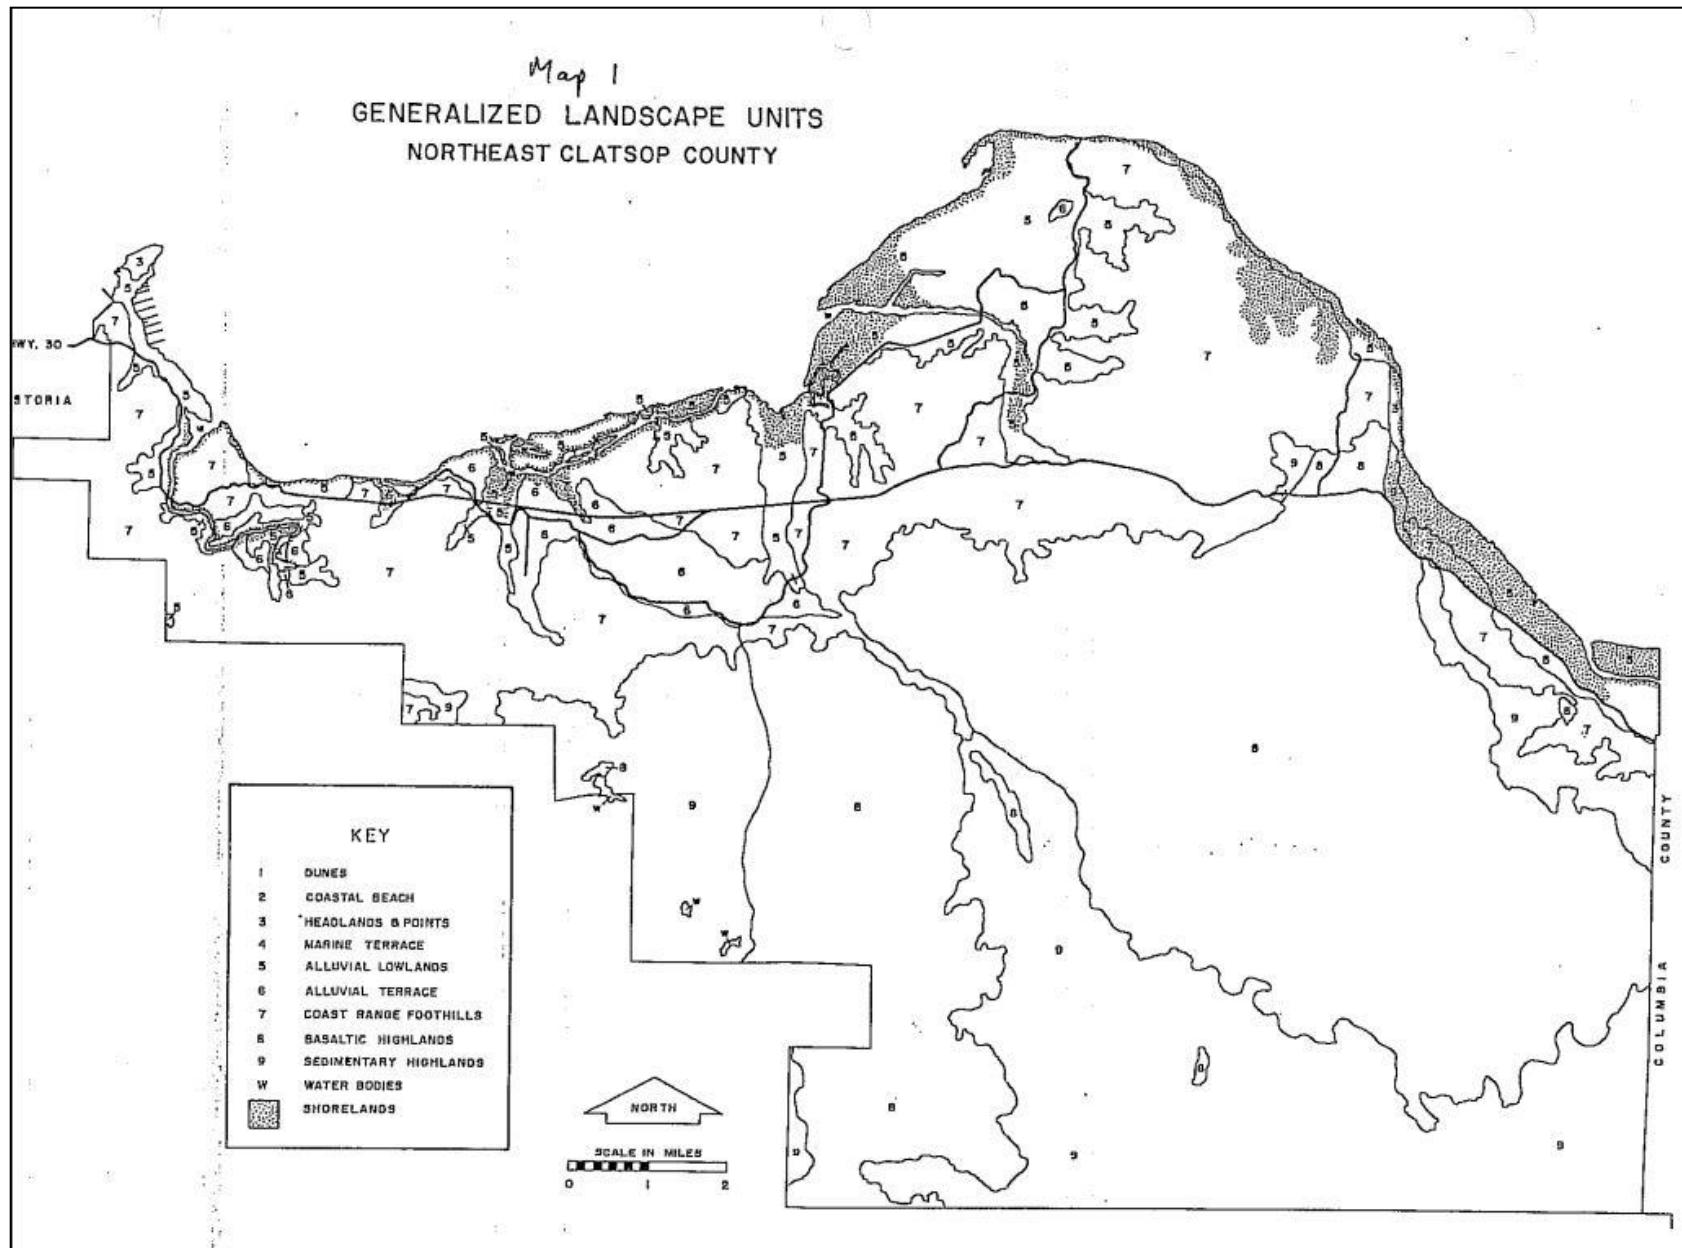 Map 1
GENERALIZED LANDSCAPE UNITS
NORTHEAST CLATSOP COUNTY
HWY. 30
STORIA
KEY
1 DUNES
2 COASTAL BEACH
3 HEADLANDS & POINTS
4 MARINE TERRACE
5 ALLUVIAL LOWLANDS
6 ALLUVIAL TERRACE
7 COAST RANGE FOOTHILLS
8 BASALTIC HIGHLANDS
9 SEDIMENTARY HIGHLANDS
W WATER BODIES
SHORELANDS
NORTH
SCALE IN MILES
0 1 2
COLUMBIA COUNTY